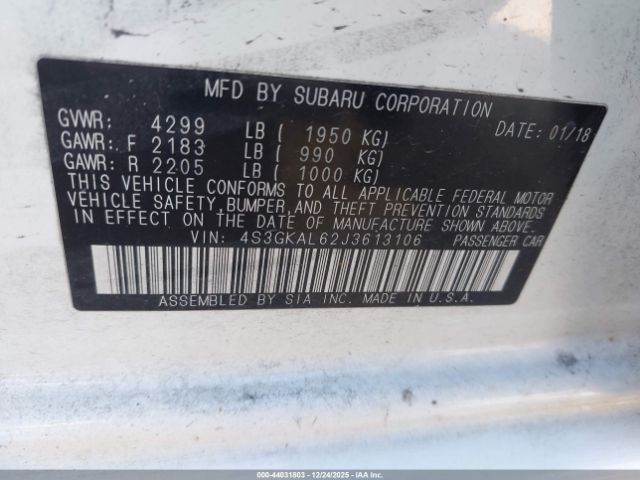 MFD BY SUBARU CORPORATION
GVWR: 4299 LB ( 1950 KG) DATE: 01/18
GAWR: F 2183 LB ( 990 KG)
GAWR: R 2205 LB ( 1000 KG)
THIS VEHICLE CONFORMS TO ALL APPLICABLE FEDERAL MOTOR
VEHICLE SAFETY, BUMPER, AND THEFT PREVENTION STANDARDS
IN EFFECT ON THE DATE OF MANUFACTURE SHOWN ABOVE.
VIN: 4S3GKAL62J3613106 PASSENGER CAR
ASSEMBLED BY SIA INC. MADE IN U.S.A.
000-44031803 - 12/24/2025 - IAAI.COM